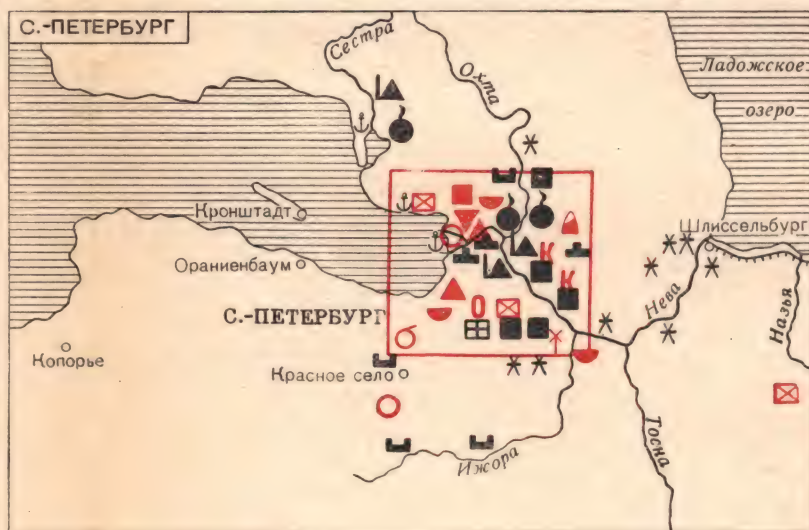 С.-ПЕТЕРБУРГ
Сестра
Охта
Ладожское
озеро
Кронштадт
Шлиссельбург
Ораниенбаум
К
К
О
С.-ПЕТЕРБУРГ
Нева
Назья
Копорье
Красное село
Тосна
Ижора